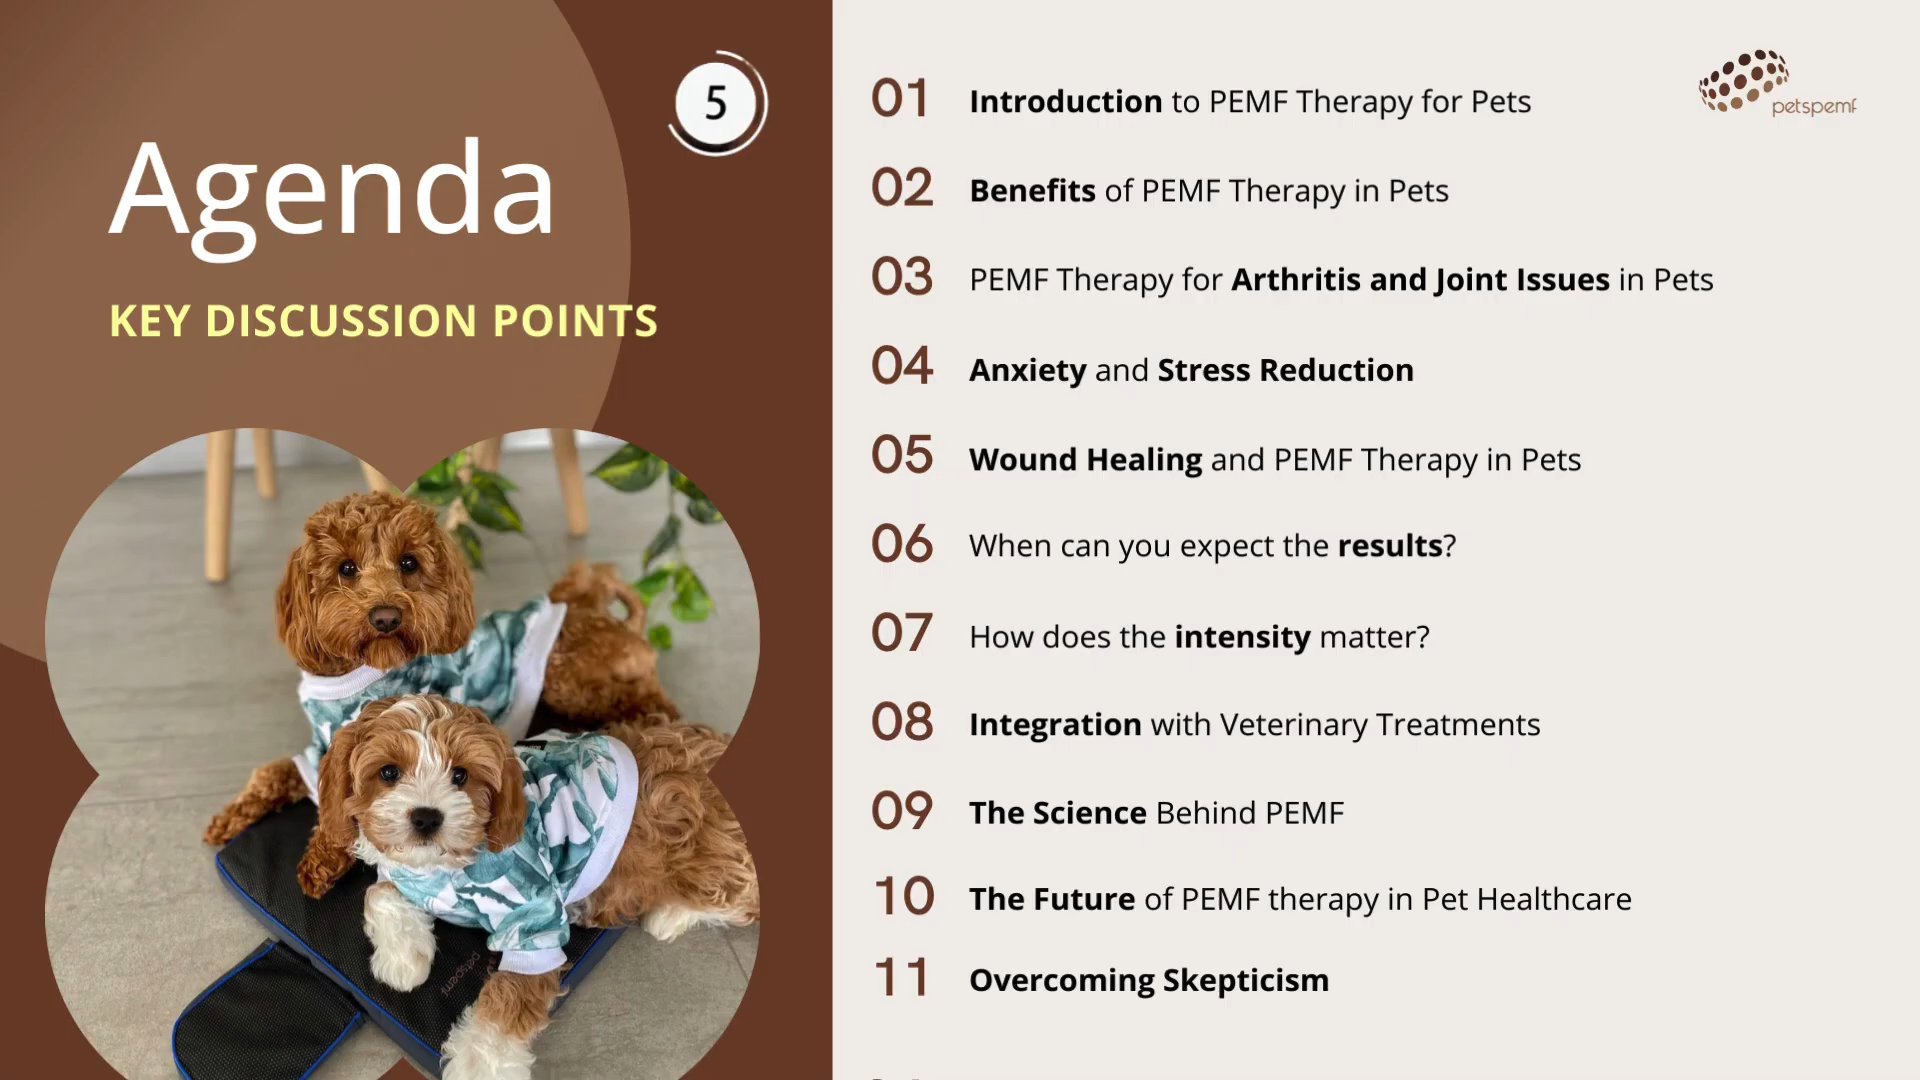 Agenda
KEY DISCUSSION POINTS
5
01 Introduction to PEMF Therapy for Pets
02 Benefits of PEMF Therapy in Pets
03 PEMF Therapy for Arthritis and Joint Issues in Pets
04 Anxiety and Stress Reduction
05 Wound Healing and PEMF Therapy in Pets
06 When can you expect the results?
07 How does the intensity matter?
08 Integration with Veterinary Treatments
09 The Science Behind PEMF
10 The Future of PEMF therapy in Pet Healthcare
11 Overcoming Skepticism
petspemf
petspemf